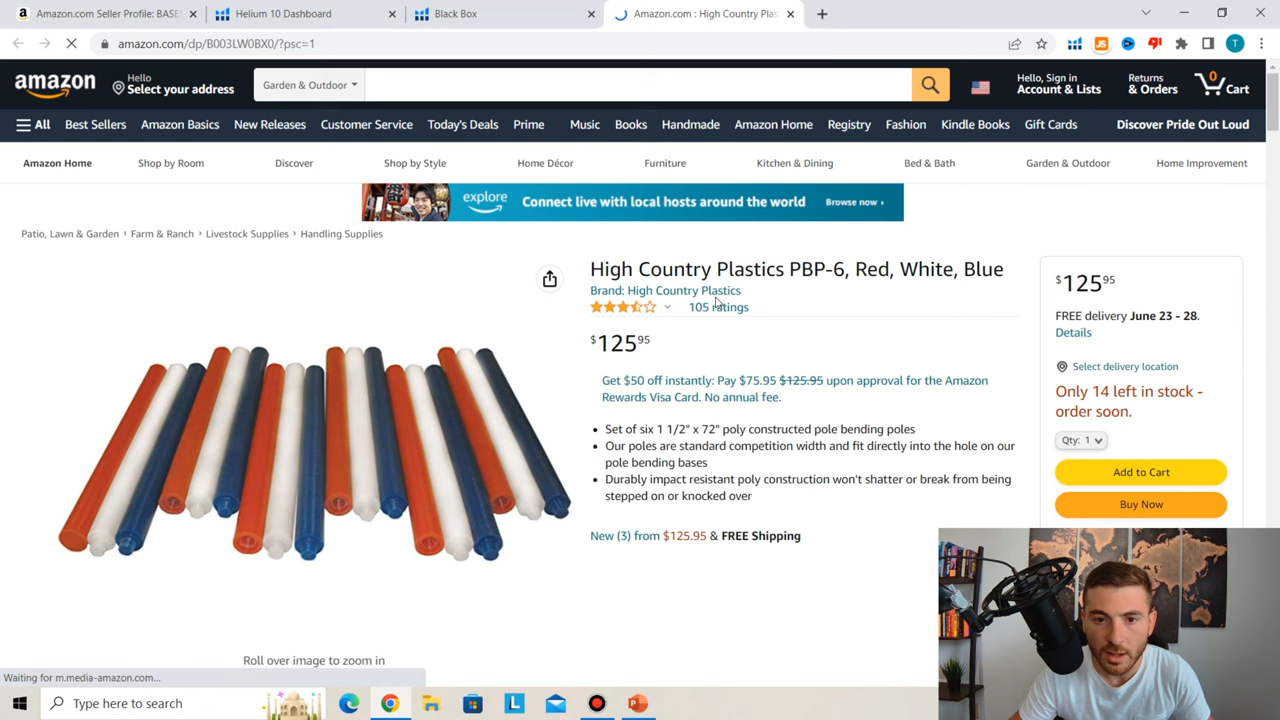 Amazon.com Seller Profile: BASE
Helium 10 Dashboard
Black Box
Amazon.com : High Country Plas
amazon.com/dp/B003LW0BX0/?psc=1
T
amazon
Hello
Select your address
Garden & Outdoor
Hello, Sign in
Account & Lists
Returns
& Orders
0
Cart
All
Best Sellers
Amazon Basics
New Releases
Customer Service
Today's Deals
Prime
Music
Books
Handmade
Amazon Home
Registry
Fashion
Kindle Books
Gift Cards
Discover Pride Out Loud
Amazon Home
Shop by Room
Discover
Shop by Style
Home Décor
Furniture
Kitchen & Dining
Bed & Bath
Garden & Outdoor
Home Improvement
explore
Connect live with local hosts around the world
Browse now
Patio, Lawn & Garden › Farm & Ranch › Livestock Supplies › Handling Supplies
High Country Plastics PBP-6, Red, White, Blue
Brand: High Country Plastics
105 ratings
$125 95
Get $50 off instantly: Pay $75.95 $125.95 upon approval for the Amazon
Rewards Visa Card. No annual fee.
• Set of six 1 1/2" x 72" poly constructed pole bending poles
• Our poles are standard competition width and fit directly into the hole on our
pole bending bases
• Durably impact resistant poly construction won't shatter or break from being
stepped on or knocked over
New (3) from $125.95 & FREE Shipping
$125 95
FREE delivery June 23 - 28.
Details
Select delivery location
Only 14 left in stock -
order soon.
Qty: 1
Add to Cart
Buy Now
Roll over image to zoom in
Waiting for m.media-amazon.com...
Type here to search
L